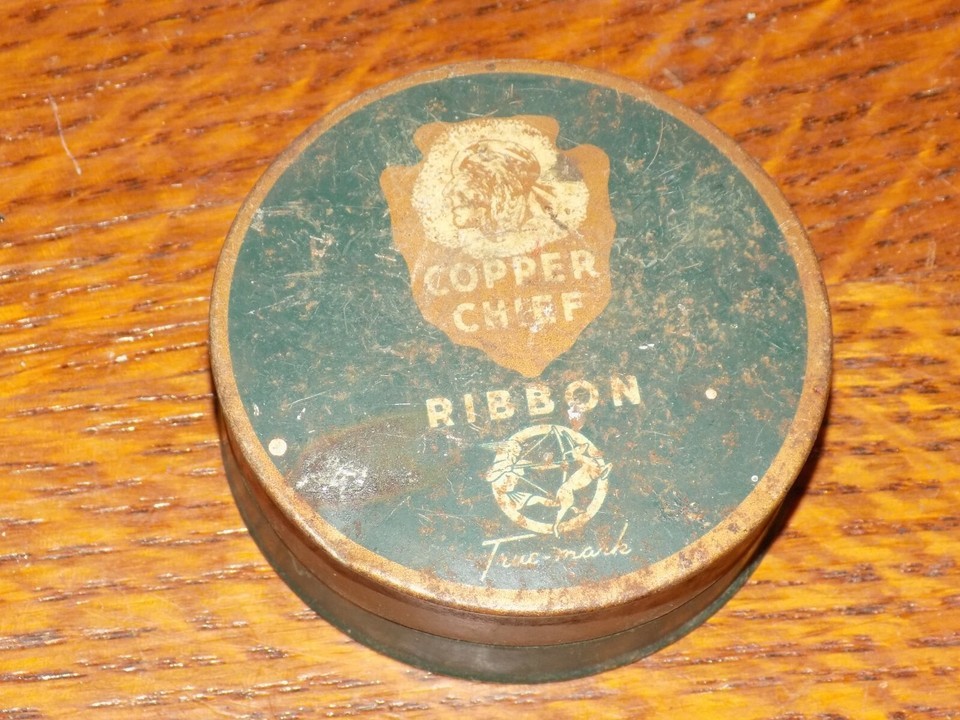 COPPER
CHIEF
RIBBON
True-mark